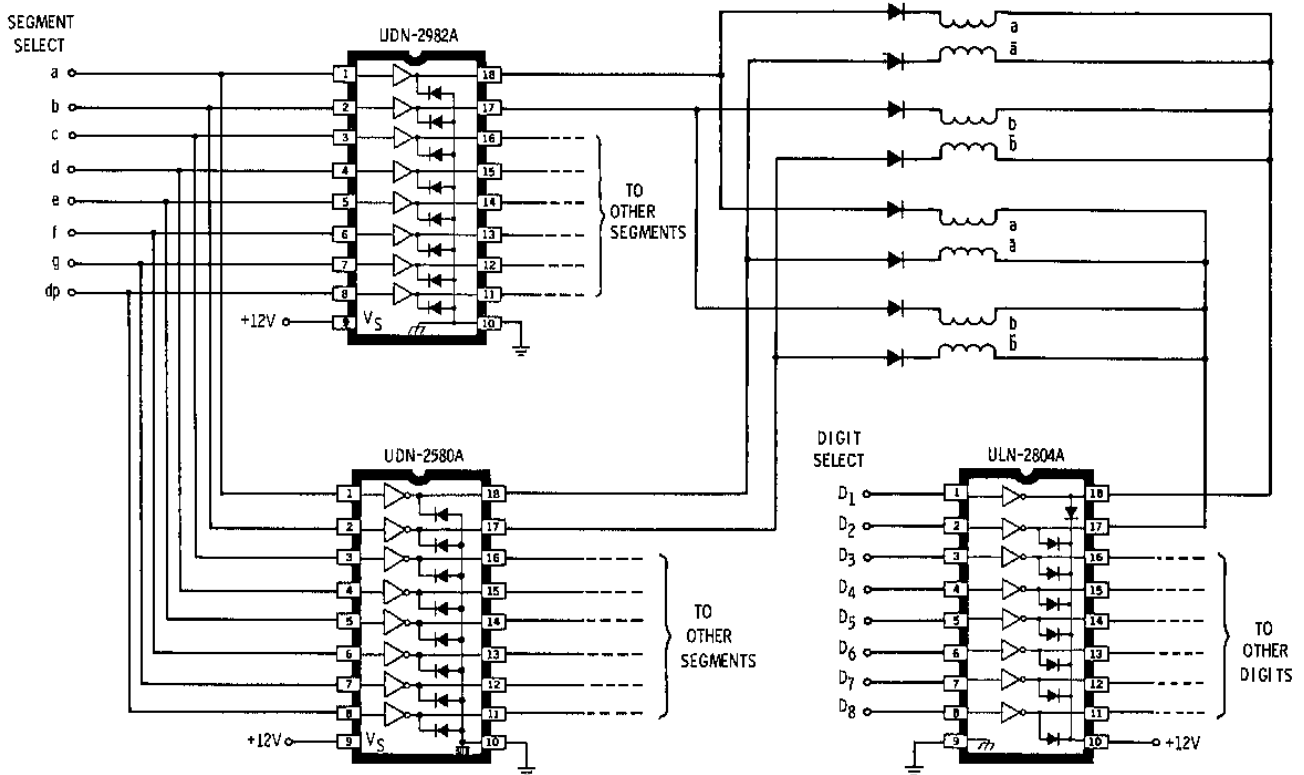 SEGMENT
SELECT
a
b
c
d
e
f
g
dp
+12V
UDN-2982A
1
2
3
4
5
6
7
8
9
VS
18
17
16
15
14
13
12
11
10
TO
OTHER
SEGMENTS
a
a̅
b
b̅
a
a̅
b
b̅
UDN-2580A
1
2
3
4
5
6
7
8
9
+12V
VS
18
17
16
15
14
13
12
11
10
TO
OTHER
SEGMENTS
DIGIT
SELECT
D1
D2
D3
D4
D5
D6
D7
D8
ULN-2804A
1
2
3
4
5
6
7
8
9
18
17
16
15
14
13
12
11
10
+12V
TO
OTHER
DIGITS